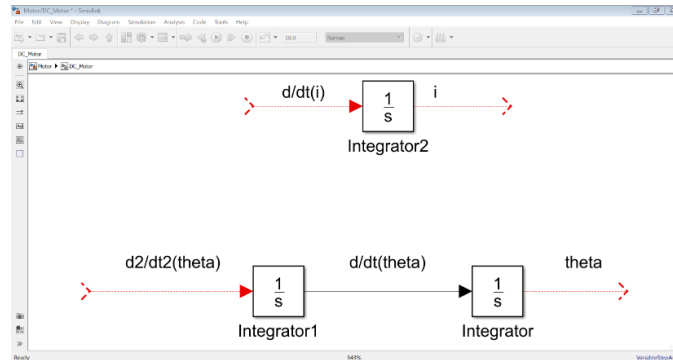 Motor/DC_Motor * - Simulink
File Edit View Display Diagram Simulation Analysis Code Tools Help
10.0 Normal
DC_Motor
Motor DC_Motor
d/dt(i) i
1
s
Integrator2
d2/dt2(theta) d/dt(theta) theta
1 1
s s
Integrator1 Integrator
Ready 543%